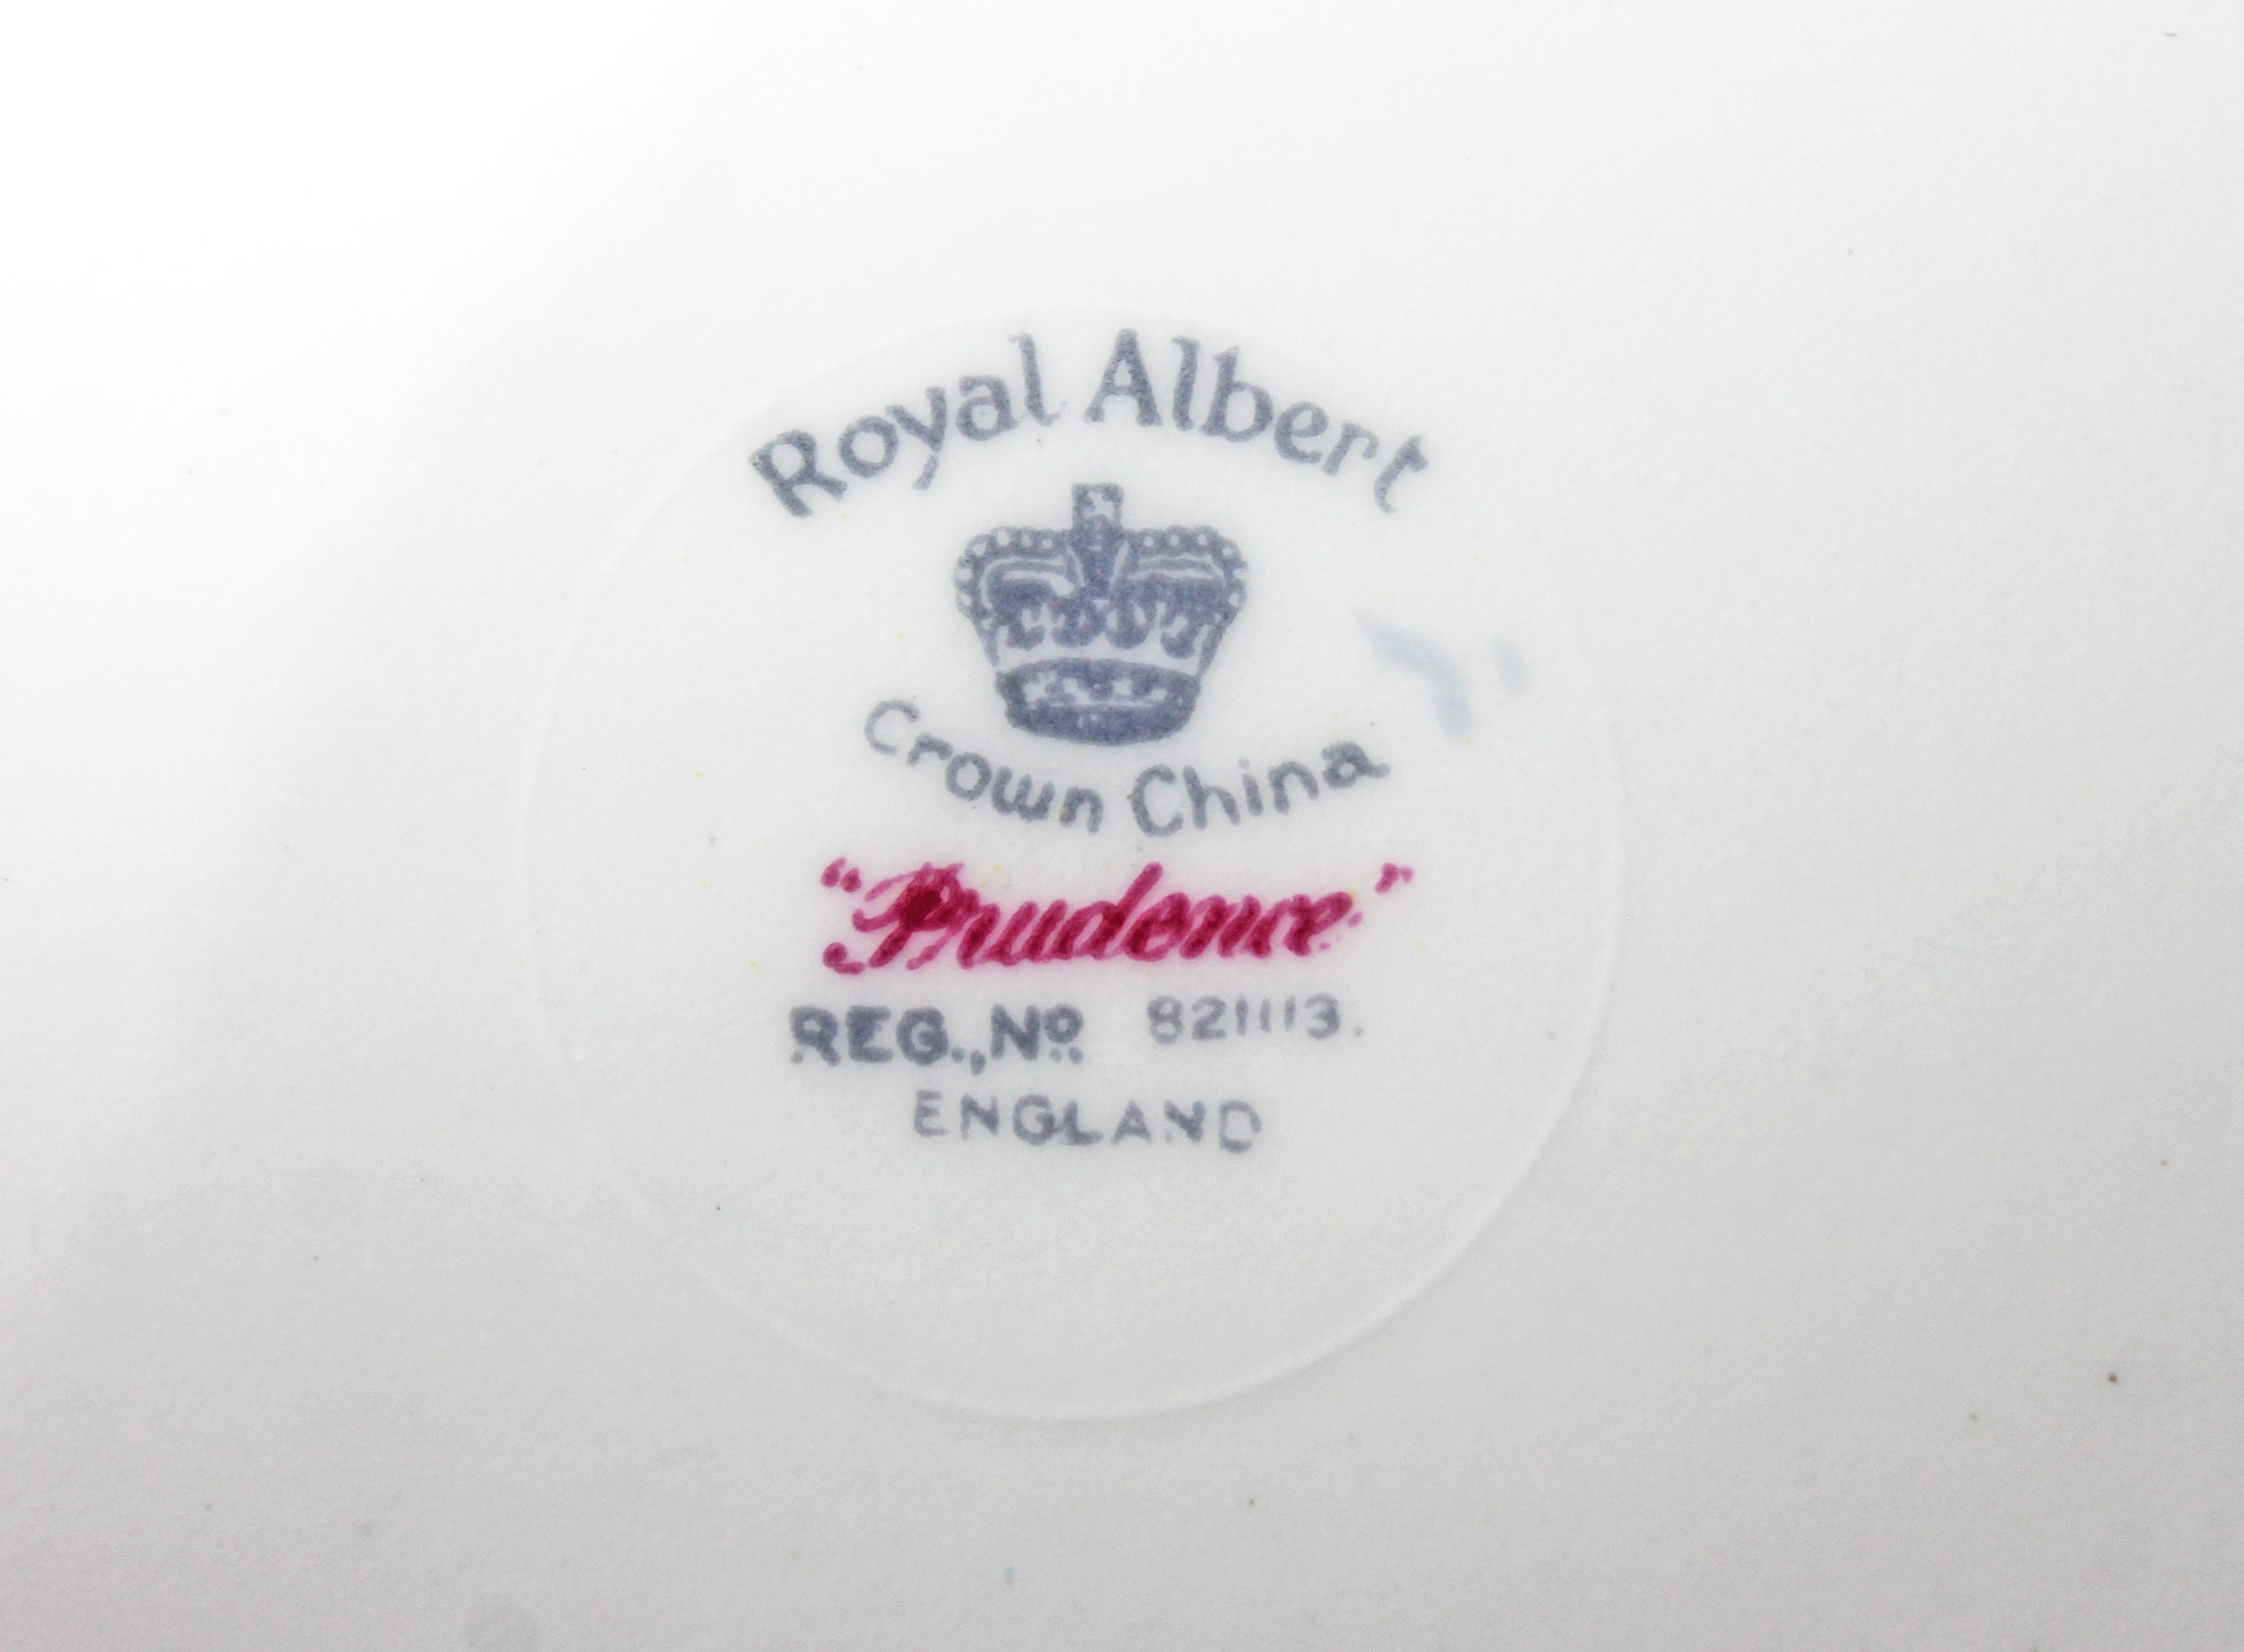 Royal Albert
Crown China
"Prudence"
REG., No. 821113.
ENGLAND